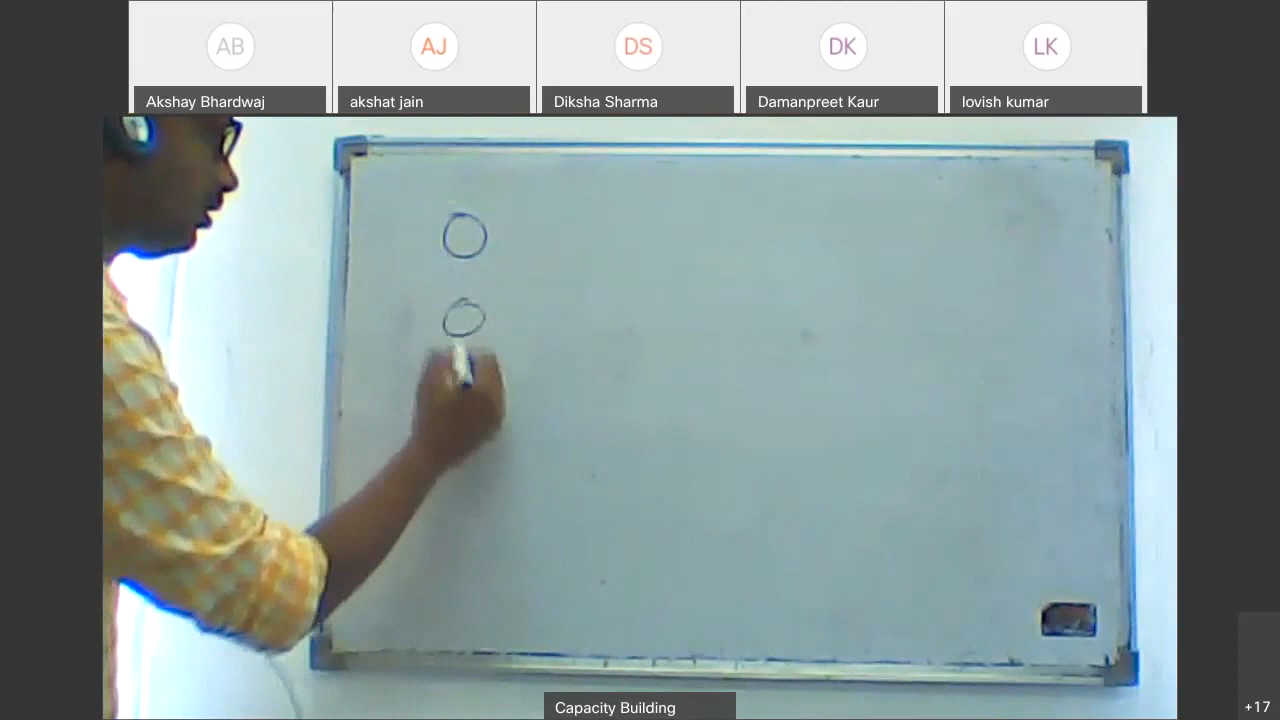 AB
AJ
DS
DK
LK
Akshay Bhardwaj
akshat jain
Diksha Sharma
Damanpreet Kaur
lovish kumar
Capacity Building
+17